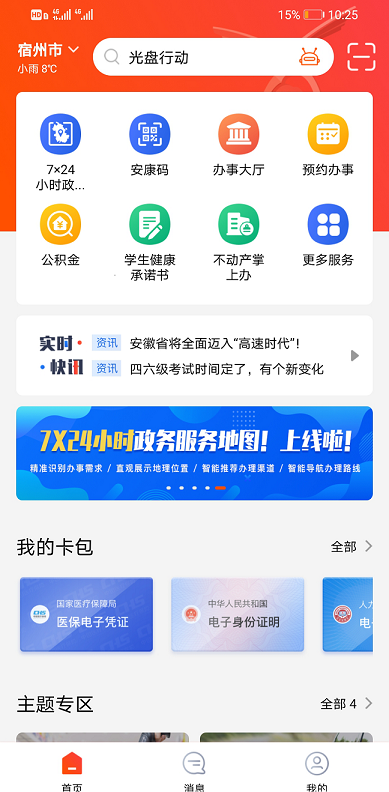 HD 4G 4G 15% 10:25
宿州市
小雨 8℃
光盘行动
7×24
小时政...
安康码
办事大厅
预约办事
公积金
学生健康
承诺书
不动产掌
上办
更多服务
实时
快讯
资讯 安徽省将全面迈入“高速时代”!
资讯 四六级考试时间定了，有个新变化
7X24小时政务服务地图！上线啦！
精准识别办事需求 / 直观展示地理位置 / 智能推荐办理渠道 / 智能导航办理路线
我的卡包
全部
国家医疗保障局
医保电子凭证
中华人民共和国
电子身份证明
人力
电
主题专区
全部 4
首页
消息
我的